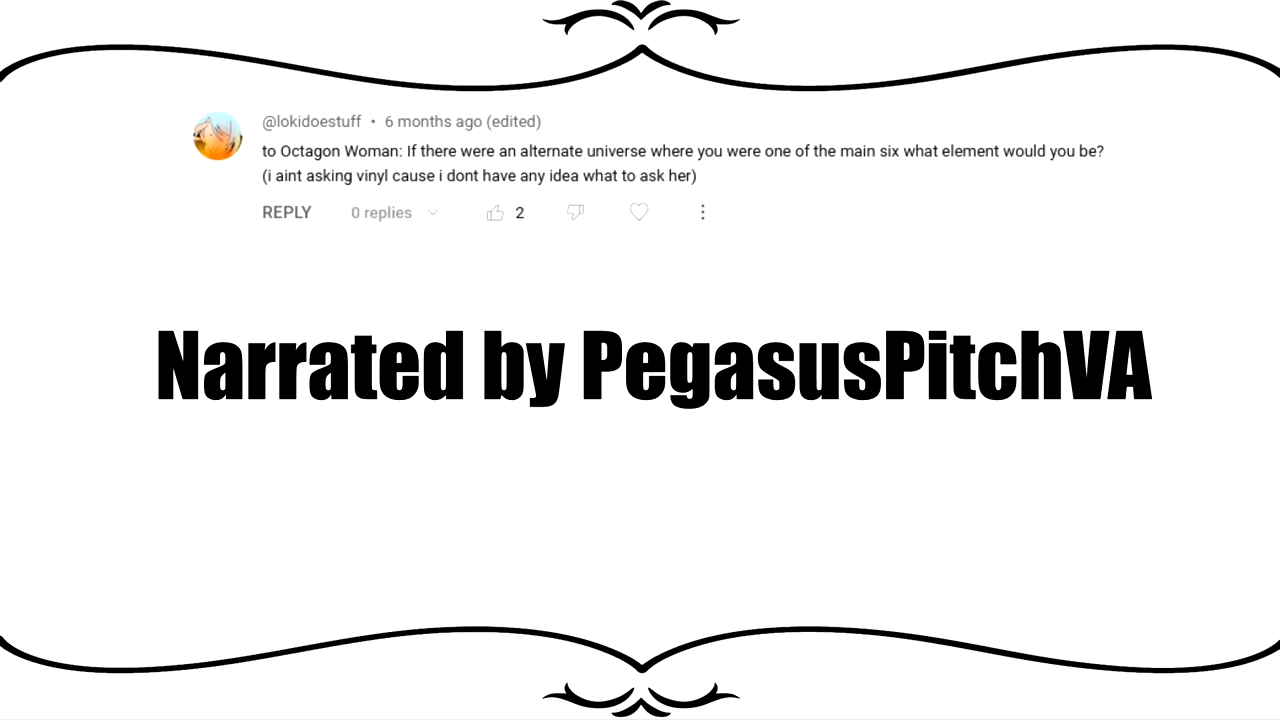 @lokidoestuff • 6 months ago (edited)
to Octagon Woman: If there were an alternate universe where you were one of the main six what element would you be?
(i aint asking vinyl cause i dont have any idea what to ask her)
REPLY 0 replies 2
Narrated by PegasusPitchVA